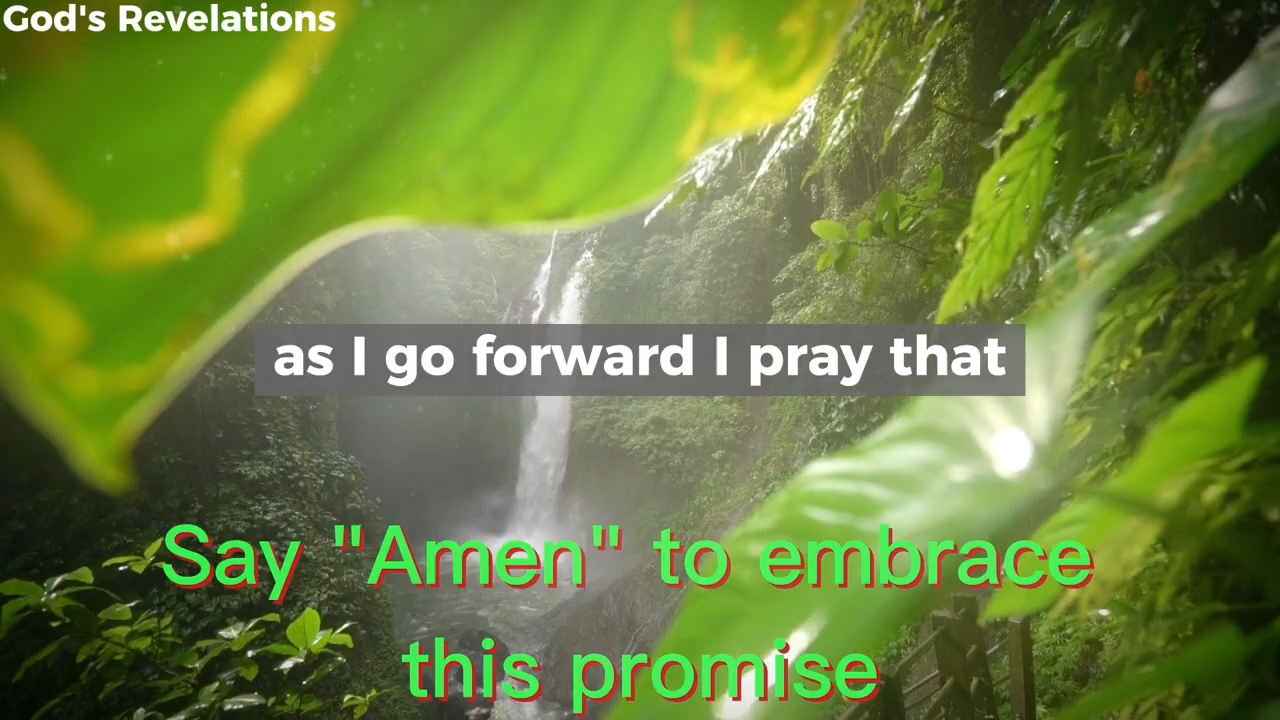 God's Revelations
as I go forward I pray that
Say "Amen" to embrace
this promise